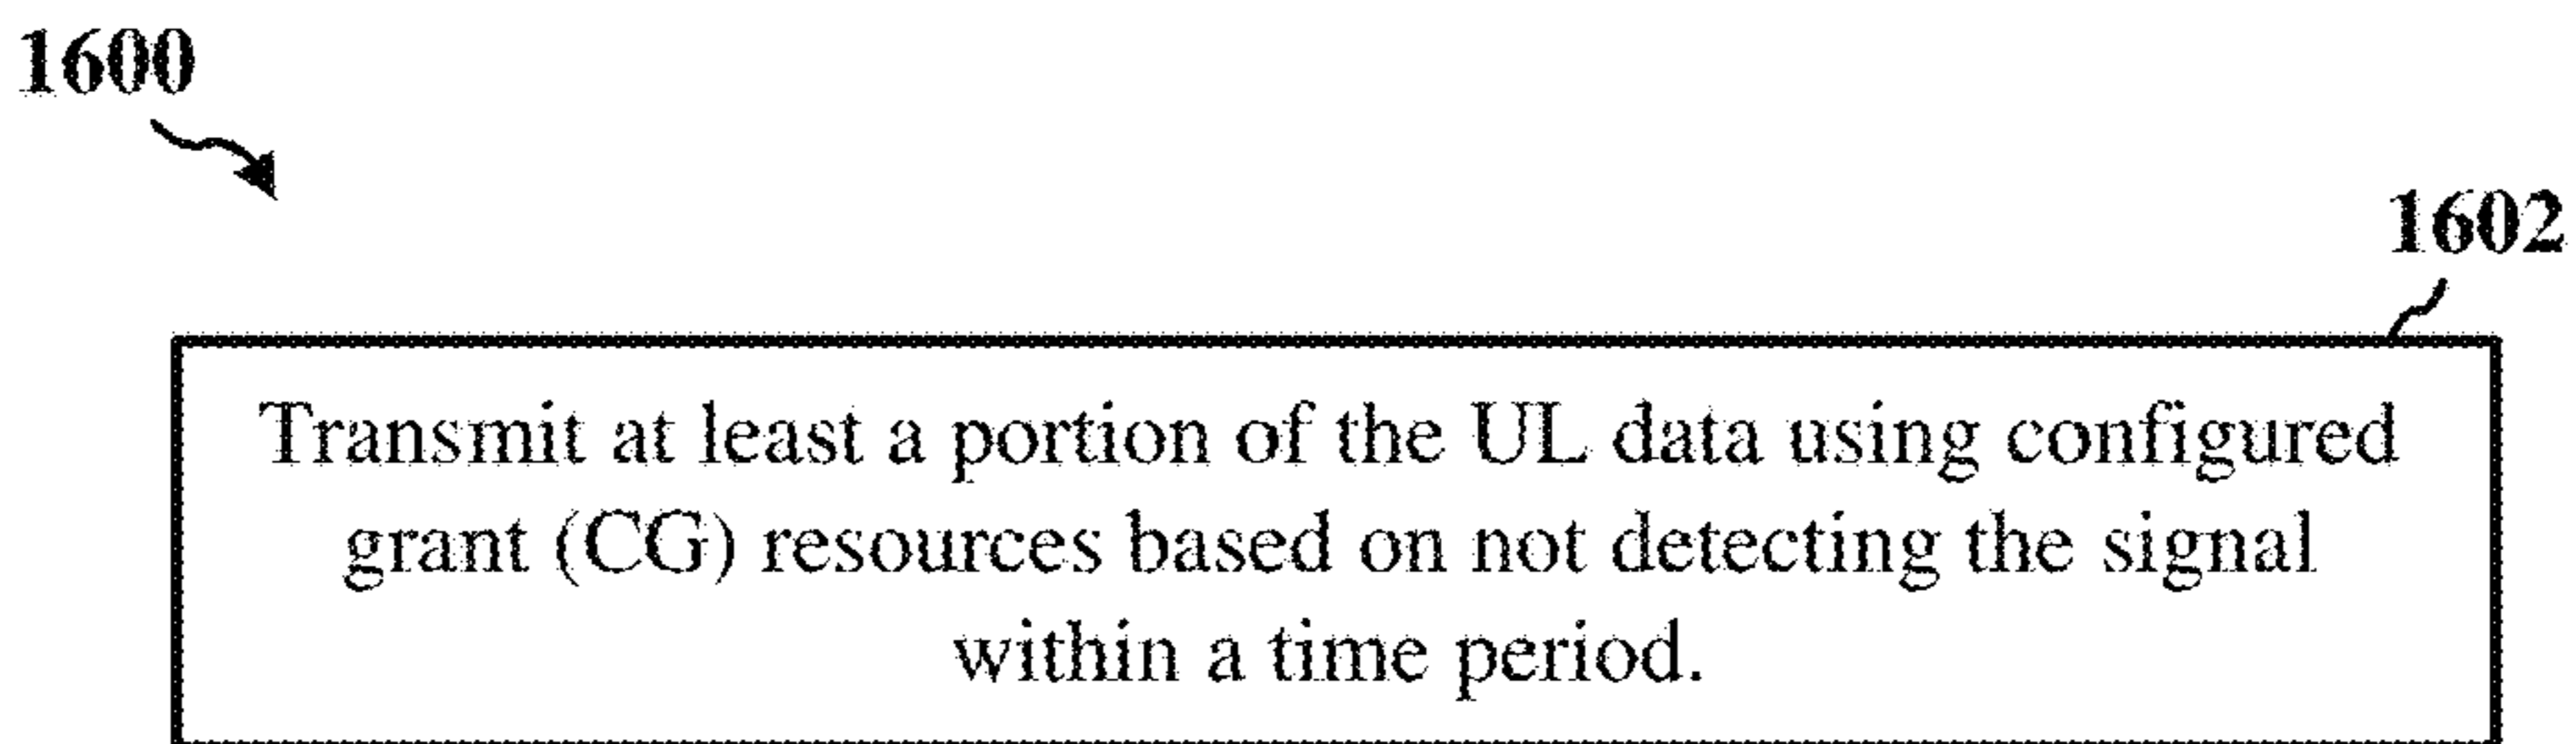 1600
1602
Transmit at least a portion of the UL data using configured
grant (CG) resources based on not detecting the signal
within a time period.